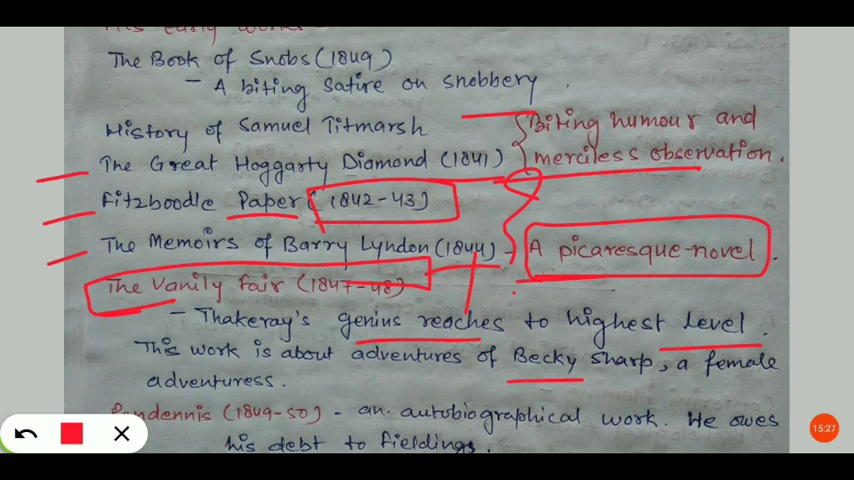 His early works -
The Book of Snobs (1849)
- A biting satire on snobbery.
History of Samuel Titmarsh
The Great Hoggarty Diamond (1841)
Biting humour and
merciless observation.
Fitzboodle Paper (1842-43)
The Memoirs of Barry Lyndon (1844) - A picaresque-novel
The Vanity Fair (1847-48)
- Thakeray's genius reaches to highest level.
This work is about adventures of Becky Sharp, a female
adventuress.
Pendennis (1849-50) - an autobiographical work. He owes
his debt to Fieldings.
15:27